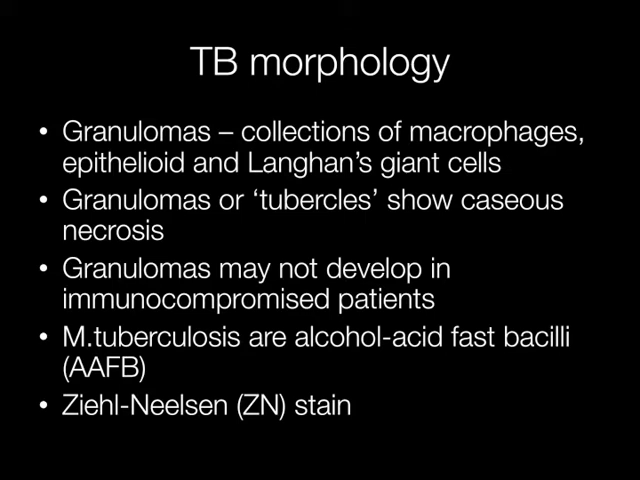 TB morphology
• Granulomas – collections of macrophages,
epithelioid and Langhan's giant cells
• Granulomas or ‘tubercles’ show caseous
necrosis
• Granulomas may not develop in
immunocompromised patients
• M.tuberculosis are alcohol-acid fast bacilli
(AAFB)
• Ziehl-Neelsen (ZN) stain